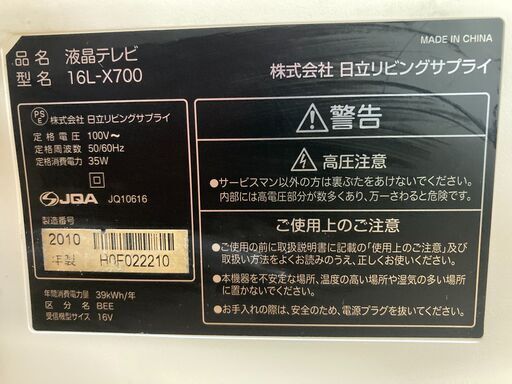 MADE IN CHINA
品名 液晶テレビ
型名 16L-X700
株式会社 日立リビングサプライ
PS
E
株式会社 日立リビングサプライ
定格電圧 100V～
定格周波数 50/60Hz
定格消費電力 35W
JQA JQ10616
製造番号
2010
年製 H0F022210
年間消費電力量 39kWh/年
区分名 BEE
受信機型サイズ 16V
警告
高圧注意
●サービスマン以外の方は裏ぶたをあけないでください。
内部には高電圧部分が数多くあり、万一さわると危険です。
ご使用上のご注意
●ご使用の前に取扱説明書に記載の「使用上のご注意」及び
取扱い方法をよくお読みのうえ、正しくお使いください。
●本機器を不安定な場所、温度の高い場所や湿気の多い場所
に置かないでください。
●お手入れの際は、安全のため、電源プラグを抜いてください。